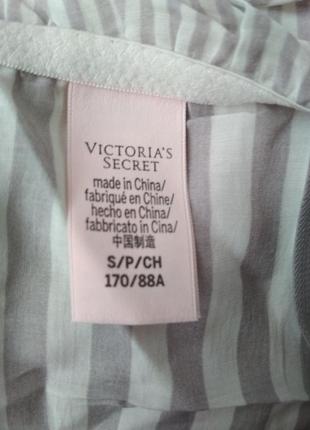 VICTORIA'S
SECRET
made in China/
fabriqué en Chine/
hecho en China/
fabbricato in Cina/
中国制造
S/P/CH
170/88A